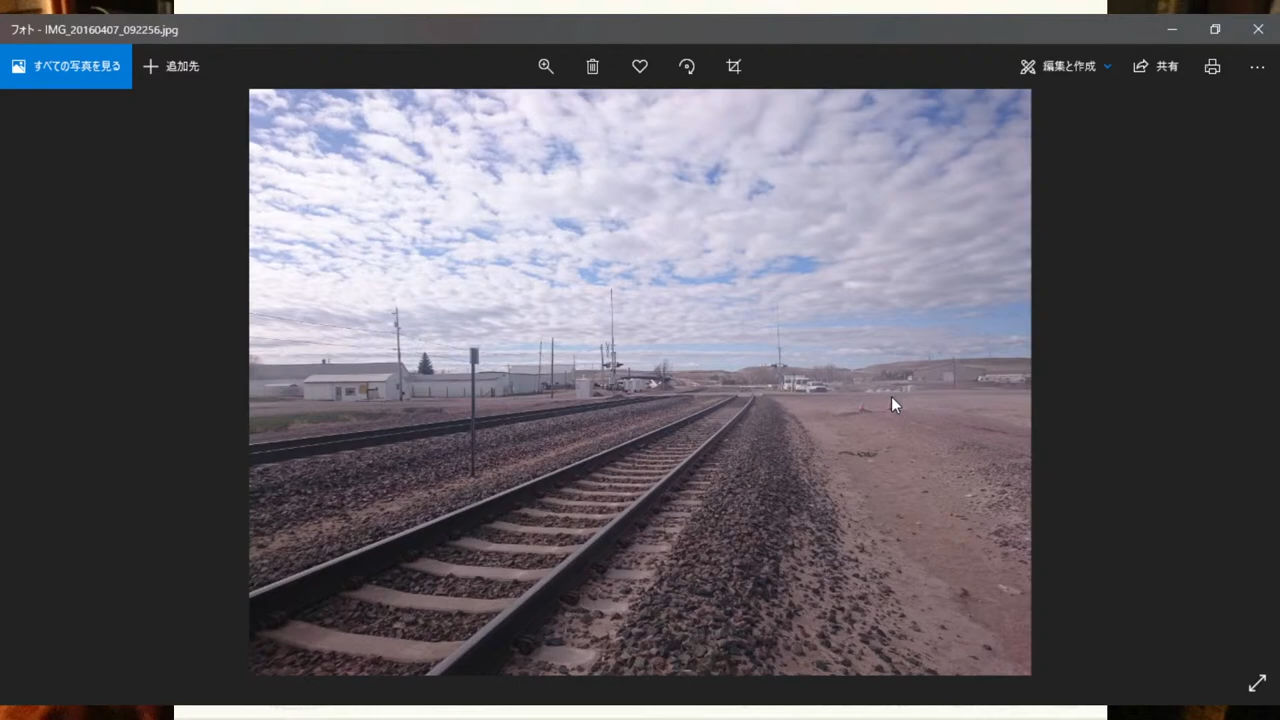 フォト - IMG_20160407_092256.jpg
すべての写真を見る
追加先
編集と作成
共有